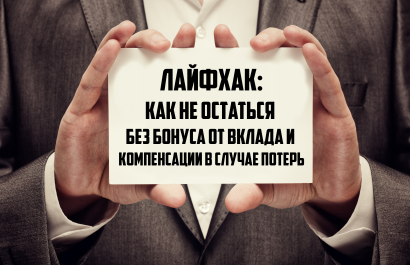 ЛАЙФХАК:
КАК НЕ ОСТАТЬСЯ
БЕЗ БОНУСА ОТ ВКЛАДА И
КОМПЕНСАЦИИ В СЛУЧАЕ ПОТЕРЬ